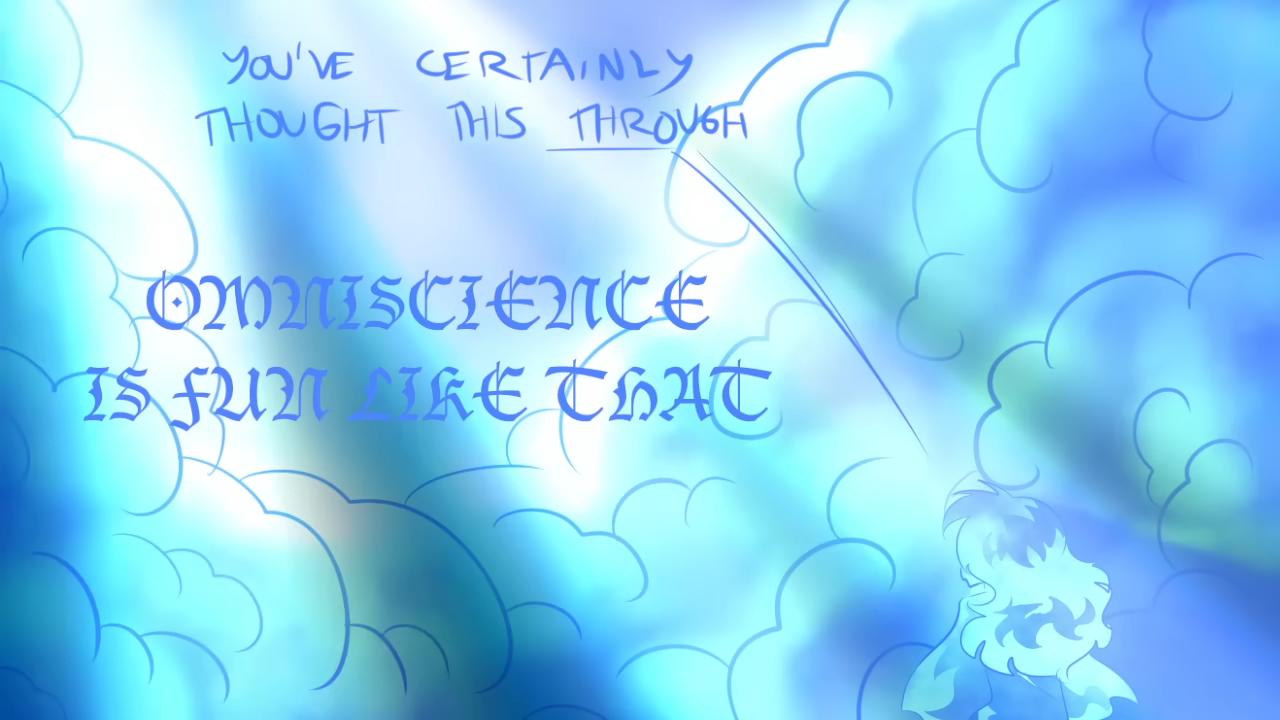 YOU'VE CERTAINLY
THOUGHT THIS THROUGH
OMNISCIENCE
IS FUN LIKE THAT